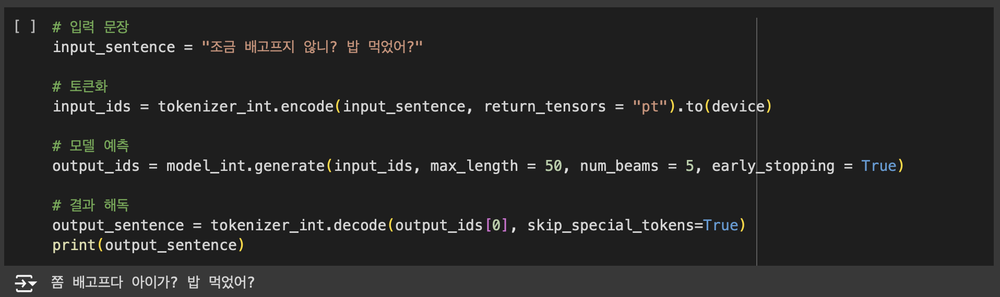 [ ] # 입력 문장
input_sentence = "조금 배고프지 않니? 밥 먹었어?"
# 토큰화
input_ids = tokenizer_int.encode(input_sentence, return_tensors = "pt").to(device)
# 모델 예측
output_ids = model_int.generate(input_ids, max_length = 50, num_beams = 5, early_stopping = True)
# 결과 해독
output_sentence = tokenizer_int.decode(output_ids[0], skip_special_tokens=True)
print(output_sentence)
쫌 배고프다 아이가? 밥 먹었어?